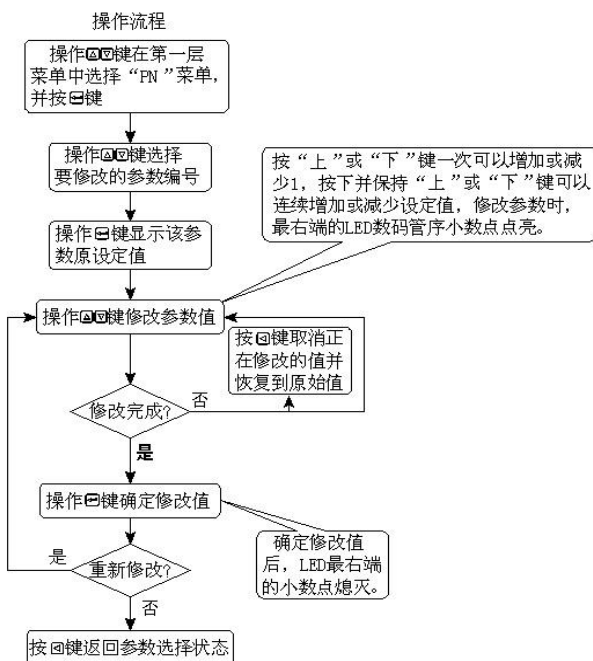 操作流程
操作▲▼键在第一层
菜单中选择“PN”菜单,
并按↵键
操作▲▼键选择
要修改的参数编号
按“上”或“下”键一次可以增加或减
少1, 按下并保持“上”或“下”键可以
连续增加或减少设定值, 修改参数时,
最右端的LED数码管序小数点点亮。
操作↵键显示该参
数原设定值
操作▲▼键修改参数值
按◁键取消正
在修改的值并
恢复到原始值
修改完成?
否
是
操作↵键确定修改值
确定修改值
后, LED最右端
的小数点熄灭。
是
重新修改?
否
按◁键返回参数选择状态